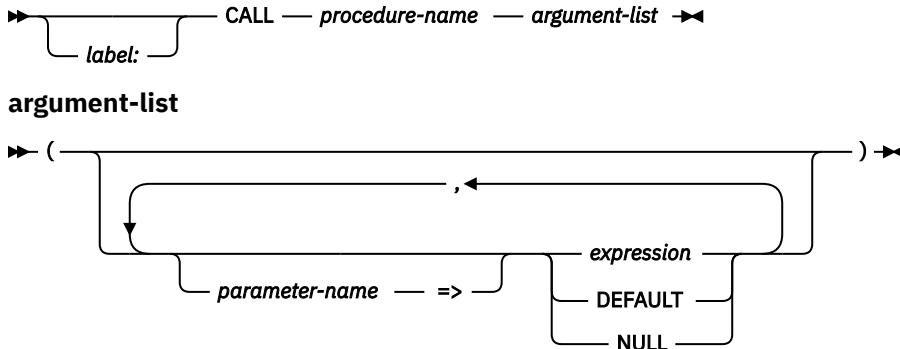 CALL procedure-name argument-list
label:
argument-list
( )
,
expression
parameter-name =>
DEFAULT
NULL